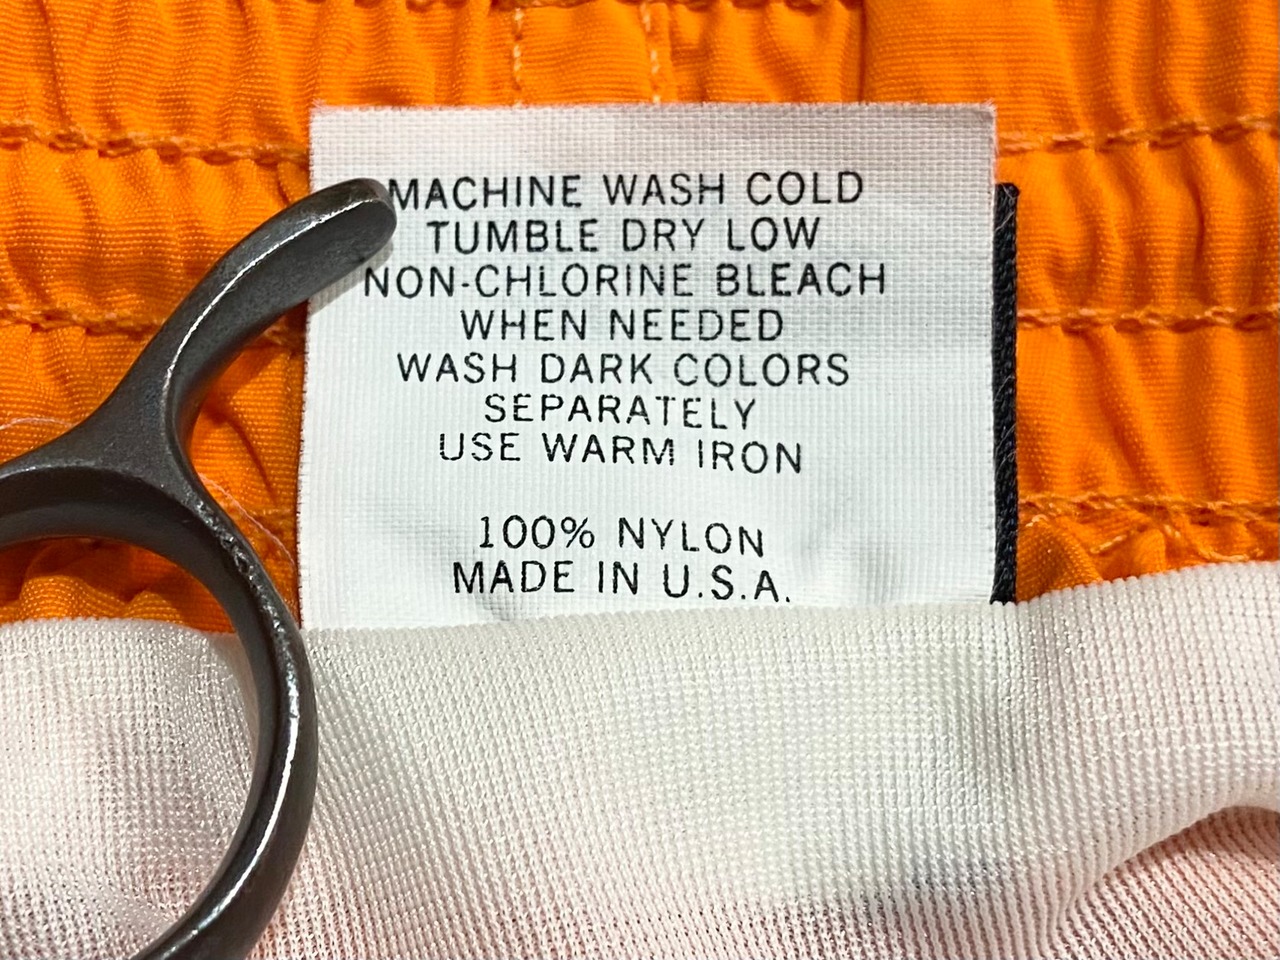 MACHINE WASH COLD
TUMBLE DRY LOW
NON-CHLORINE BLEACH
WHEN NEEDED
WASH DARK COLORS
SEPARATELY
USE WARM IRON
100% NYLON
MADE IN U.S.A.